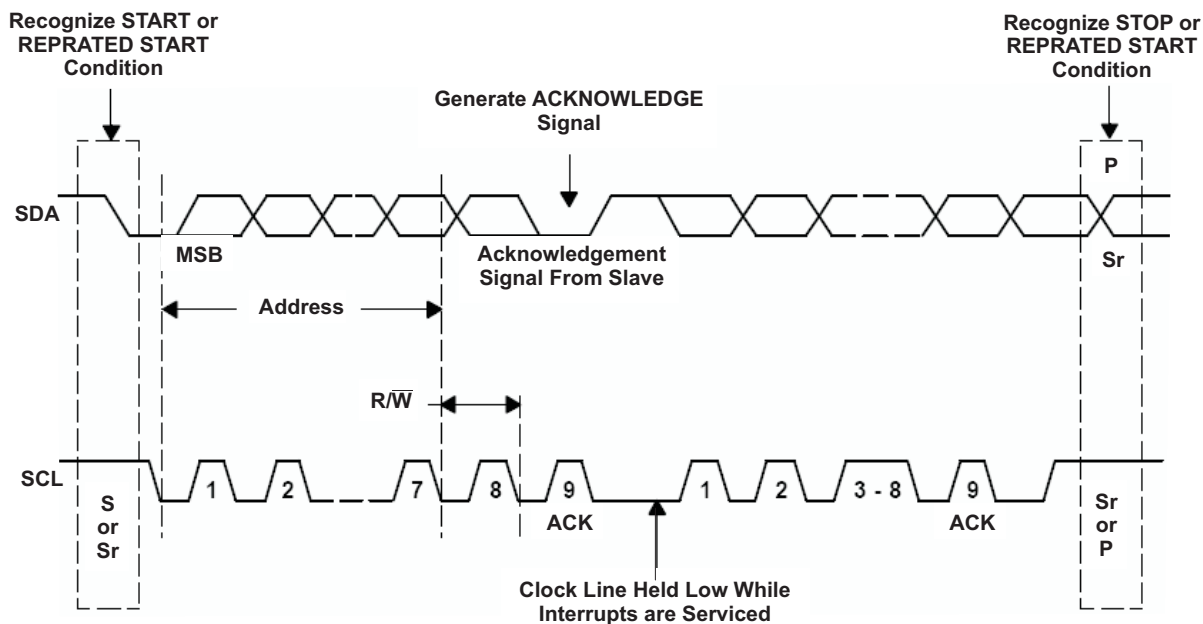 Recognize START or
REPRATED START
Condition
Recognize STOP or
REPRATED START
Condition
Generate ACKNOWLEDGE
Signal
P
SDA
MSB
Acknowledgement
Signal From Slave
Sr
Address
R/W̅
SCL
1
2
7
8
9
1
2
3 - 8
9
S
or
Sr
ACK
ACK
Sr
or
P
Clock Line Held Low While
Interrupts are Serviced